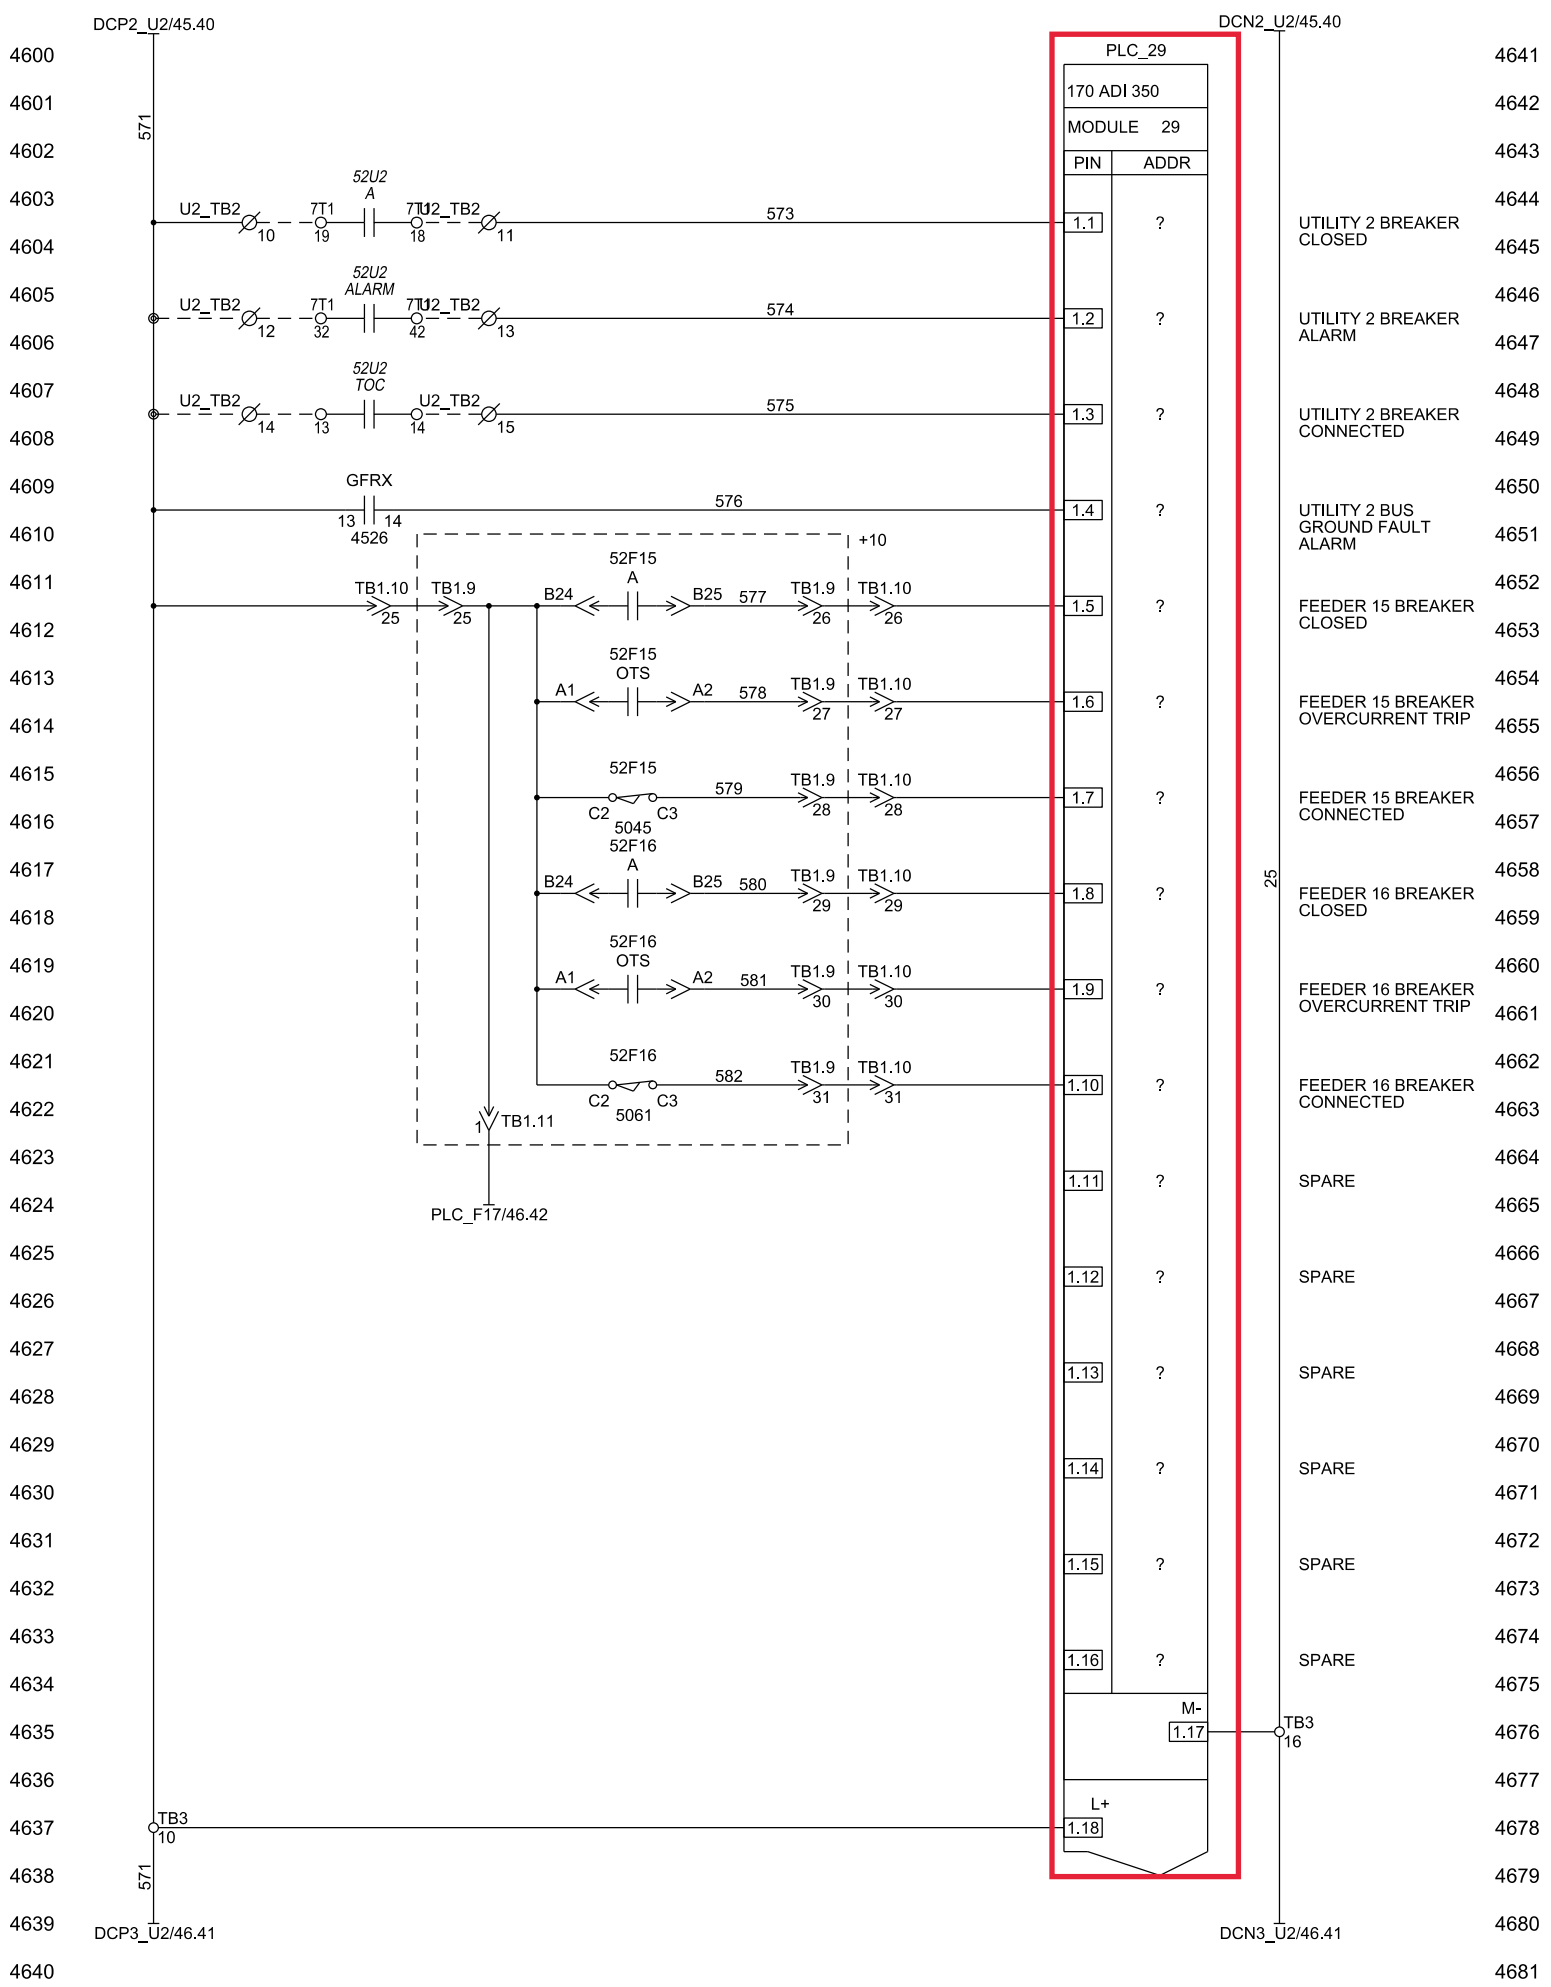 DCP2_U2/45.40
DCN2_U2/45.40
4600
PLC_29
4641
170 ADI 350
4601
571
4642
MODULE 29
4602
PIN ADDR
4643
52U2
A
4603
4644
U2_TB2 7T1 7T1 U2_TB2 573 1.1 ? UTILITY 2 BREAKER
10 19 18 11 CLOSED
4604
4645
52U2
ALARM
4605
4646
U2_TB2 7T1 7T1 U2_TB2 574 1.2 ? UTILITY 2 BREAKER
12 32 42 13 ALARM
4606
4647
52U2
TOC
4607
4648
U2_TB2 U2_TB2 575 1.3 ? UTILITY 2 BREAKER
14 13 14 15 CONNECTED
4608
4649
4609
GFRX
4650
576 1.4 ? UTILITY 2 BUS
13 14 GROUND FAULT
4526 ALARM
4610
+10
4651
52F15
A
4611
4652
TB1.10 TB1.9 B24 B25 577 TB1.9 TB1.10 1.5 ? FEEDER 15 BREAKER
25 25 26 26 CLOSED
4612
4653
52F15
OTS
4613
4654
A1 A2 578 TB1.9 TB1.10 1.6 ? FEEDER 15 BREAKER
27 27 OVERCURRENT TRIP
4614
4655
4615
52F15
4656
579 TB1.9 TB1.10 1.7 ? FEEDER 15 BREAKER
C2 C3 28 28 CONNECTED
5045
4616
4657
52F16
A
4617
4658
B24 B25 580 TB1.9 TB1.10 1.8 ? FEEDER 16 BREAKER
29 29 CLOSED
25
4618
4659
52F16
OTS
4619
4660
A1 A2 581 TB1.9 TB1.10 1.9 ? FEEDER 16 BREAKER
30 30 OVERCURRENT TRIP
4620
4661
4621
52F16
4662
582 TB1.9 TB1.10 1.10 ? FEEDER 16 BREAKER
C2 C3 31 31 CONNECTED
5061
4622
1 TB1.11
4663
4623
4664
1.11 ? SPARE
4624
PLC_F17/46.42
4665
4625
4666
1.12 ? SPARE
4626
4667
4627
4668
1.13 ? SPARE
4628
4669
4629
4670
1.14 ? SPARE
4630
4671
4631
4672
1.15 ? SPARE
4632
4673
4633
4674
1.16 ? SPARE
4634
4675
M-
4635
1.17
TB3
16
4676
4636
4677
L+
4637
TB3
10
1.18
4678
4638
571
4679
4639
4680
DCP3_U2/46.41
DCN3_U2/46.41
4640
4681